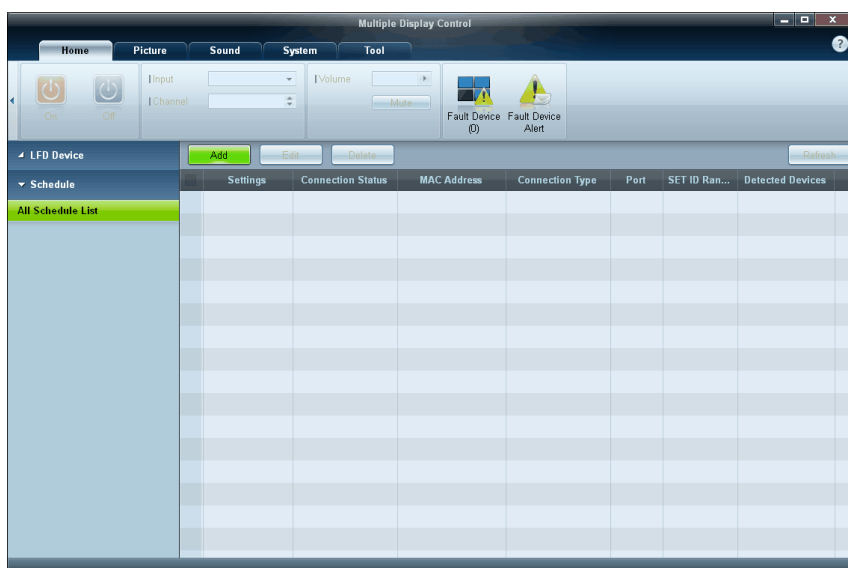 Multiple Display Control
Home Picture Sound System Tool
Input
Volume
Channel
Mute
On Off
Fault Device (0)
Fault Device Alert
LFD Device
Add Edit Delete Refresh
Schedule
Settings Connection Status MAC Address Connection Type Port SET ID Ran... Detected Devices
All Schedule List